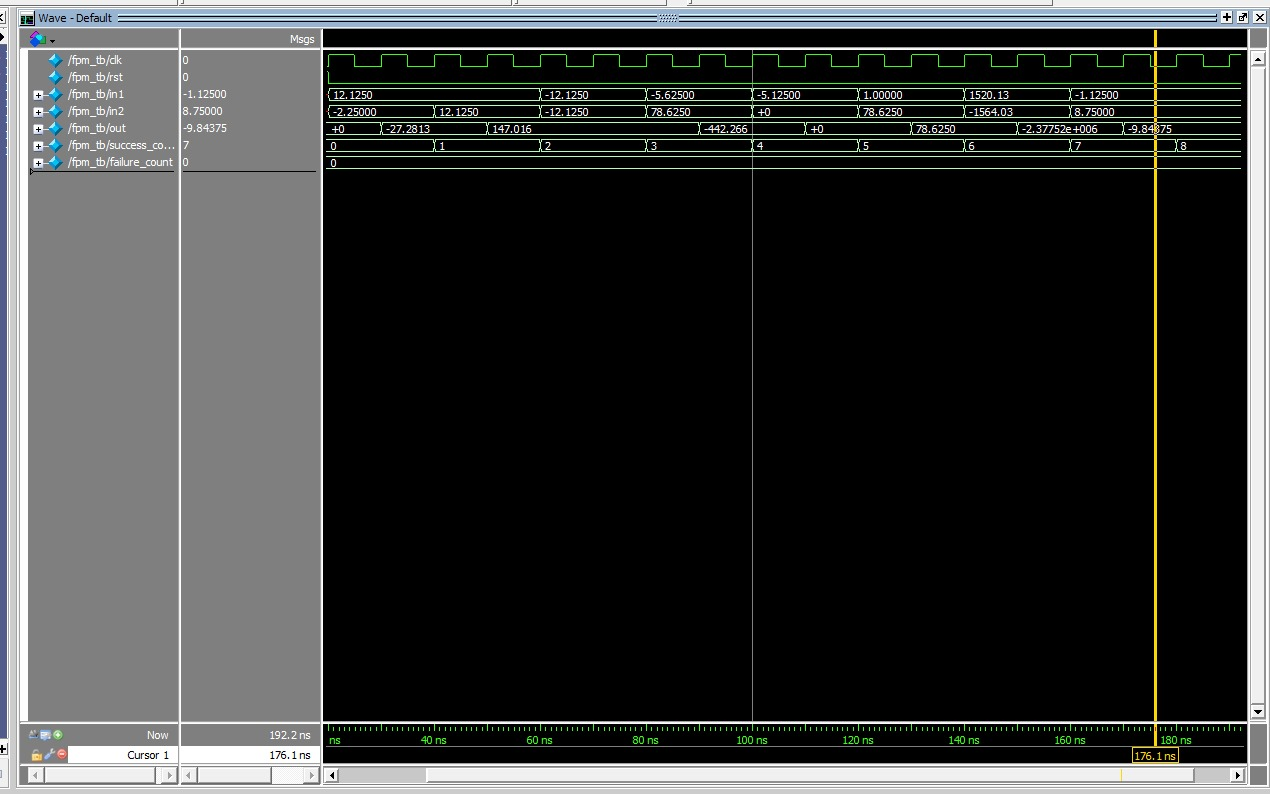 Wave - Default
Msgs
/fpm_tb/clk 0
/fpm_tb/rst 0
/fpm_tb/in1 -1.12500 12.1250 -12.1250 -5.62500 -5.12500 1.00000 1520.13 -1.12500
/fpm_tb/in2 8.75000 -2.25000 12.1250 -12.1250 78.6250 +0 78.6250 -1564.03 8.75000
/fpm_tb/out -9.84375 +0 -27.2813 147.016 -442.266 +0 78.6250 -2.37752e+006 -9.84375
/fpm_tb/success_co... 7 0 1 2 3 4 5 6 7 8
/fpm_tb/failure_count 0 0
Now 192.2 ns ns 40 ns 60 ns 80 ns 100 ns 120 ns 140 ns 160 ns 180 ns
Cursor 1 176.1 ns 176.1 ns